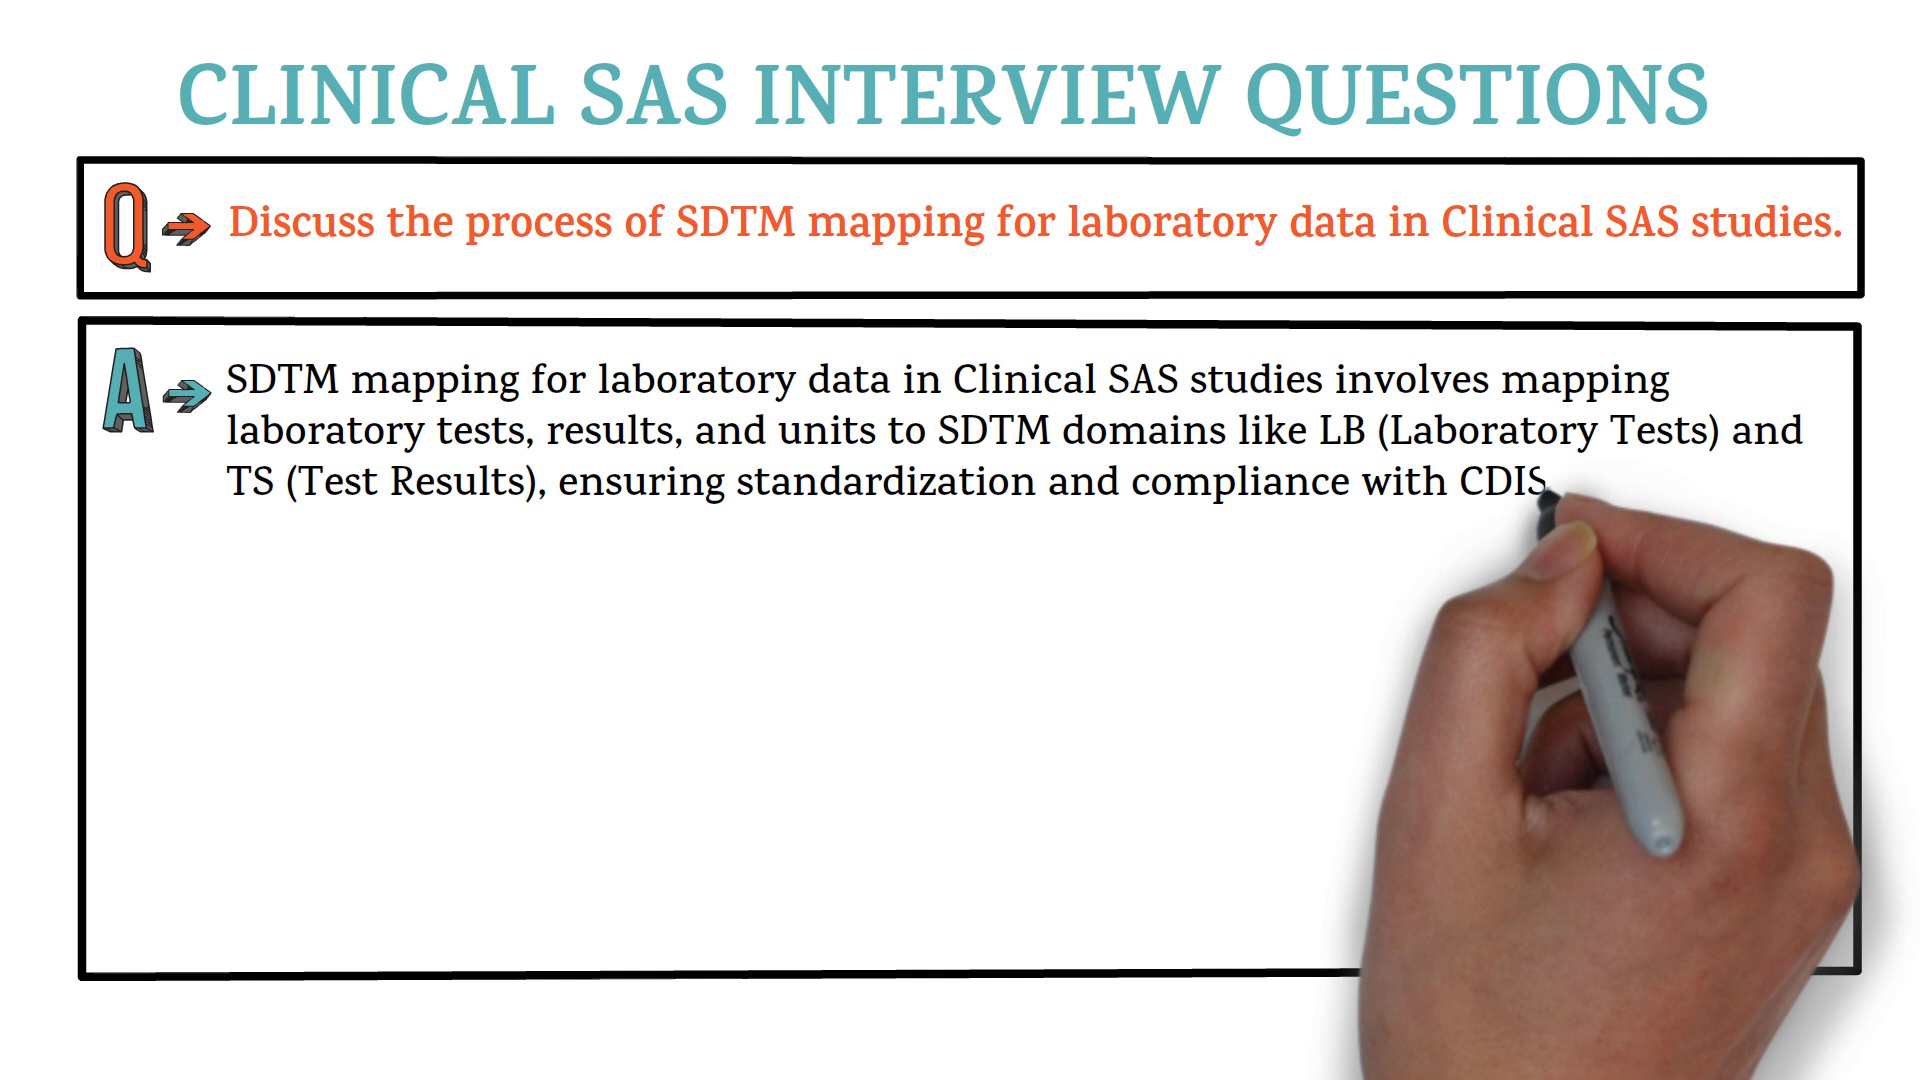 CLINICAL SAS INTERVIEW QUESTIONS
Q Discuss the process of SDTM mapping for laboratory data in Clinical SAS studies.
A SDTM mapping for laboratory data in Clinical SAS studies involves mapping
laboratory tests, results, and units to SDTM domains like LB (Laboratory Tests) and
TS (Test Results), ensuring standardization and compliance with CDIS